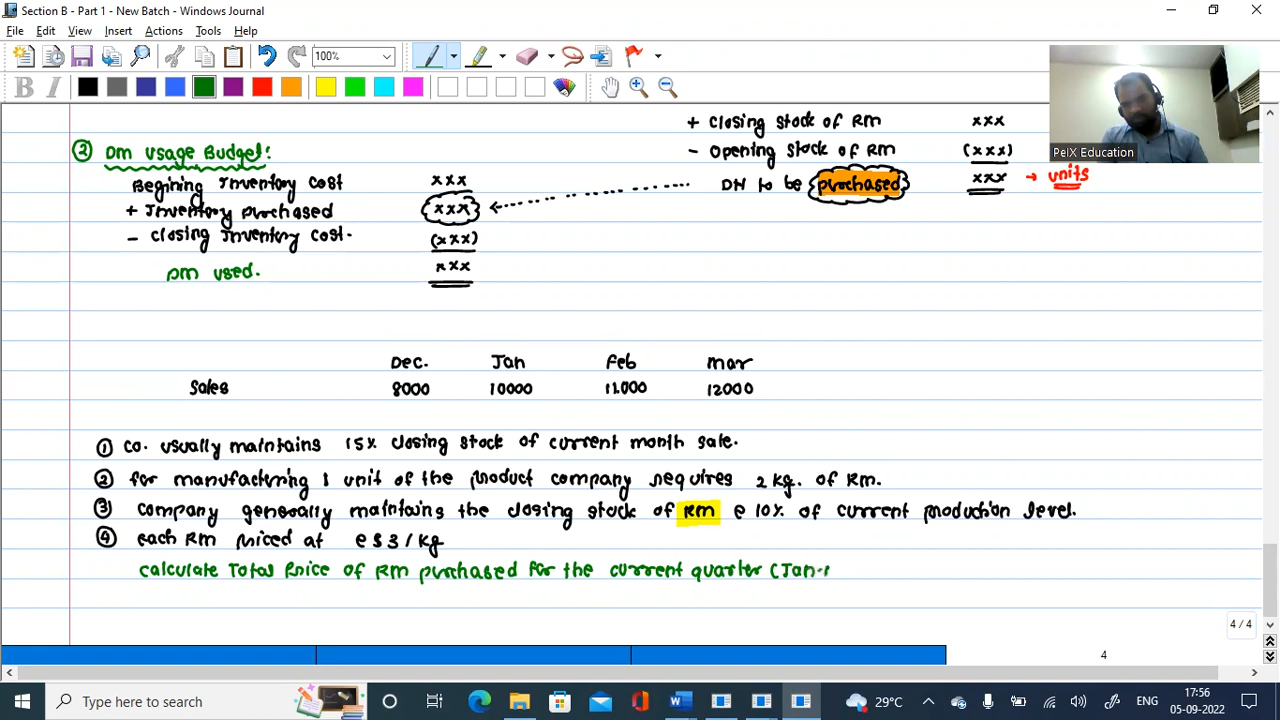 Section B - Part 1 - New Batch - Windows Journal
File Edit View Insert Actions Tools Help
100%
B I
PelX Education
+ closing stock of RM xxx
- opening stock of RM (xxx)
DM to be purchased xxx → units
③ DM Usage Budget:
Begining Inventory cost xxx
+ Inventory purchased xxx
- closing Inventory cost. (xxx)
DM used. xxx
Dec. Jan Feb Mar
Sales 8000 10000 11000 12000
① co. usually maintains 15% closing stock of current month sale.
② for manufacturing 1 unit of the product company requires 2 kg. of Rm.
③ company generally maintains the closing stock of RM @ 10% of current production level.
④ each RM priced at @ $ 3 / kg
calculate Total Price of RM purchased for the current quarter (Jan-
4 / 4
4
Type here to search
29°C
ENG
17:56
05-09-2022